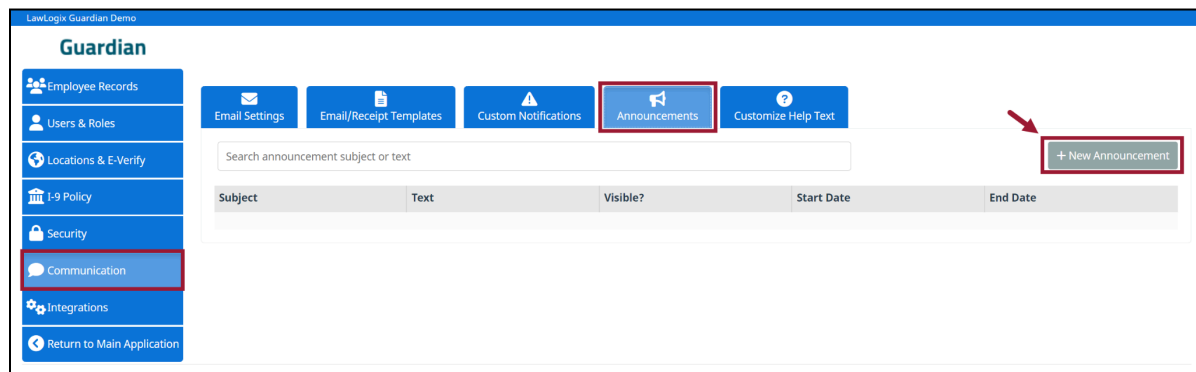 LawLogix Guardian Demo
Guardian
Employee Records
Users & Roles
Locations & E-Verify
I-9 Policy
Security
Communication
Integrations
Return to Main Application
Email Settings
Email/Receipt Templates
Custom Notifications
Announcements
Customize Help Text
Search announcement subject or text
+ New Announcement
Subject Text Visible? Start Date End Date